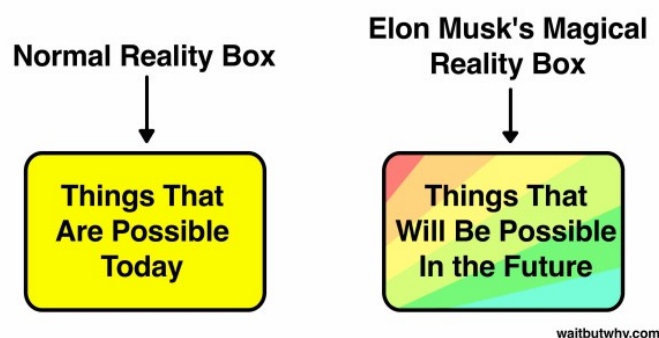 Normal Reality Box
Things That
Are Possible
Today
Elon Musk's Magical
Reality Box
Things That
Will Be Possible
In the Future
waitbutwhy.com